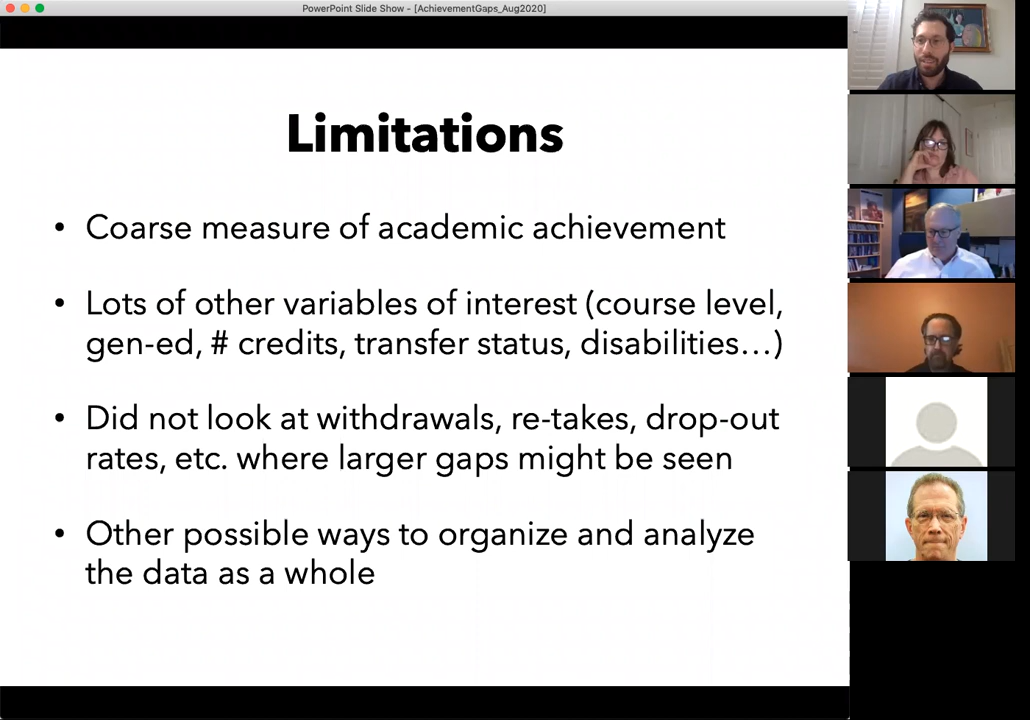 PowerPoint Slide Show - [AchievementGaps_Aug2020]
Limitations
• Coarse measure of academic achievement
• Lots of other variables of interest (course level,
gen-ed, # credits, transfer status, disabilities…)
• Did not look at withdrawals, re-takes, drop-out
rates, etc. where larger gaps might be seen
• Other possible ways to organize and analyze
the data as a whole